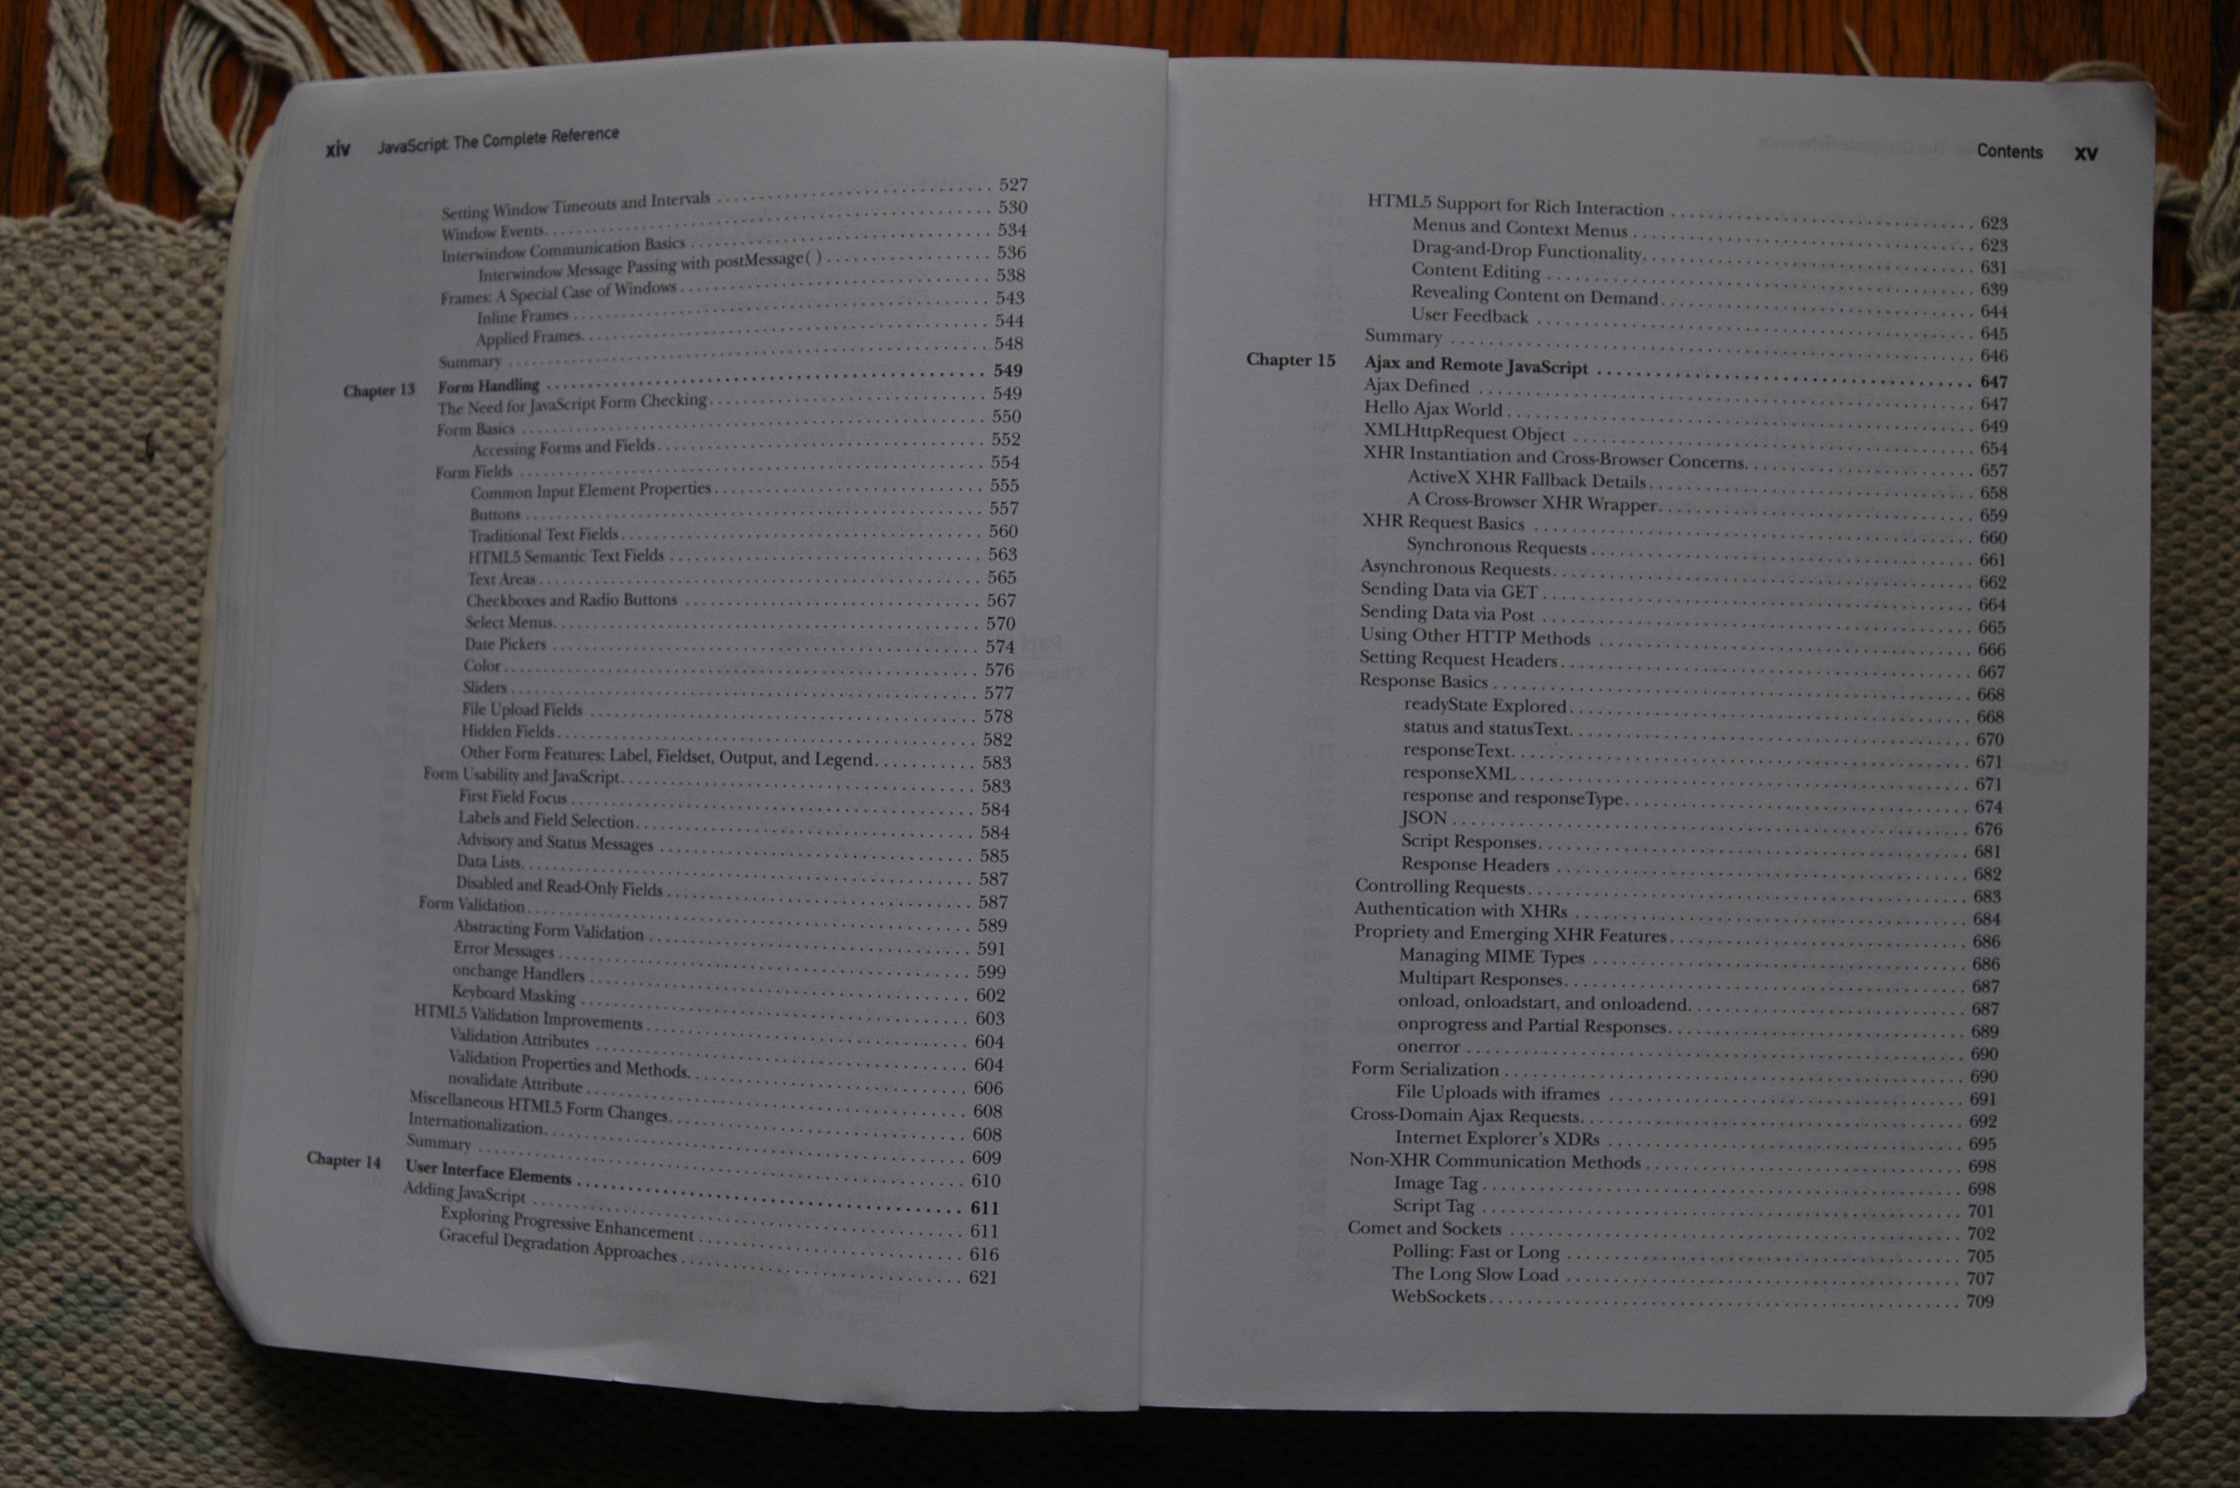 xiv JavaScript: The Complete Reference
Setting Window Timeouts and Intervals . . . . . . . . . . 527
Window Events . . . . . . . . . . 530
Interwindow Communication Basics . . . . . . . . . . 534
Interwindow Message Passing with postMessage( ) . . . . . . . . . . 536
Frames: A Special Case of Windows . . . . . . . . . . 538
Inline Frames . . . . . . . . . . 543
Applied Frames . . . . . . . . . . 544
Summary . . . . . . . . . . 548
Chapter 13 Form Handling . . . . . . . . . . 549
The Need for JavaScript Form Checking . . . . . . . . . . 549
Form Basics . . . . . . . . . . 550
Accessing Forms and Fields . . . . . . . . . . 552
Form Fields . . . . . . . . . . 554
Common Input Element Properties . . . . . . . . . . 555
Buttons . . . . . . . . . . 557
Traditional Text Fields . . . . . . . . . . 560
HTML5 Semantic Text Fields . . . . . . . . . . 563
Text Areas . . . . . . . . . . 565
Checkboxes and Radio Buttons . . . . . . . . . . 567
Select Menus . . . . . . . . . . 570
Date Pickers . . . . . . . . . . 574
Color . . . . . . . . . . 576
Sliders . . . . . . . . . . 577
File Upload Fields . . . . . . . . . . 578
Hidden Fields . . . . . . . . . . 582
Other Form Features: Label, Fieldset, Output, and Legend . . . . . . . . . . 583
Form Usability and JavaScript . . . . . . . . . . 583
First Field Focus . . . . . . . . . . 584
Labels and Field Selection . . . . . . . . . . 584
Advisory and Status Messages . . . . . . . . . . 585
Data Lists . . . . . . . . . . 587
Disabled and Read-Only Fields . . . . . . . . . . 587
Form Validation . . . . . . . . . . 589
Abstracting Form Validation . . . . . . . . . . 591
Error Messages . . . . . . . . . . 599
onchange Handlers . . . . . . . . . . 602
Keyboard Masking . . . . . . . . . . 603
HTML5 Validation Improvements . . . . . . . . . . 604
Validation Attributes . . . . . . . . . . 604
Validation Properties and Methods . . . . . . . . . . 606
novalidate Attribute . . . . . . . . . . 608
Miscellaneous HTML5 Form Changes . . . . . . . . . . 608
Internationalization . . . . . . . . . . 609
Summary . . . . . . . . . . 610
Chapter 14 User Interface Elements . . . . . . . . . . 611
Adding JavaScript . . . . . . . . . . 611
Exploring Progressive Enhancement . . . . . . . . . . 616
Graceful Degradation Approaches . . . . . . . . . . 621
Contents xv
HTML5 Support for Rich Interaction . . . . . . . . . . 623
Menus and Context Menus . . . . . . . . . . 623
Drag-and-Drop Functionality . . . . . . . . . . 631
Content Editing . . . . . . . . . . 639
Revealing Content on Demand . . . . . . . . . . 644
User Feedback . . . . . . . . . . 645
Summary . . . . . . . . . . 646
Chapter 15 Ajax and Remote JavaScript . . . . . . . . . . 647
Ajax Defined . . . . . . . . . . 647
Hello Ajax World . . . . . . . . . . 649
XMLHttpRequest Object . . . . . . . . . . 654
XHR Instantiation and Cross-Browser Concerns . . . . . . . . . . 657
ActiveX XHR Fallback Details . . . . . . . . . . 658
A Cross-Browser XHR Wrapper . . . . . . . . . . 659
XHR Request Basics . . . . . . . . . . 660
Synchronous Requests . . . . . . . . . . 661
Asynchronous Requests . . . . . . . . . . 662
Sending Data via GET . . . . . . . . . . 664
Sending Data via Post . . . . . . . . . . 665
Using Other HTTP Methods . . . . . . . . . . 666
Setting Request Headers . . . . . . . . . . 667
Response Basics . . . . . . . . . . 668
readyState Explored . . . . . . . . . . 668
status and statusText . . . . . . . . . . 670
responseText . . . . . . . . . . 671
responseXML . . . . . . . . . . 671
response and responseType . . . . . . . . . . 674
JSON . . . . . . . . . . 676
Script Responses . . . . . . . . . . 681
Response Headers . . . . . . . . . . 682
Controlling Requests . . . . . . . . . . 683
Authentication with XHRs . . . . . . . . . . 684
Propriety and Emerging XHR Features . . . . . . . . . . 686
Managing MIME Types . . . . . . . . . . 686
Multipart Responses . . . . . . . . . . 687
onload, onloadstart, and onloadend . . . . . . . . . . 687
onprogress and Partial Responses . . . . . . . . . . 689
onerror . . . . . . . . . . 690
Form Serialization . . . . . . . . . . 690
File Uploads with iframes . . . . . . . . . . 691
Cross-Domain Ajax Requests . . . . . . . . . . 692
Internet Explorer's XDRs . . . . . . . . . . 695
Non-XHR Communication Methods . . . . . . . . . . 698
Image Tag . . . . . . . . . . 698
Script Tag . . . . . . . . . . 701
Comet and Sockets . . . . . . . . . . 702
Polling: Fast or Long . . . . . . . . . . 705
The Long Slow Load . . . . . . . . . . 707
WebSockets . . . . . . . . . . 709